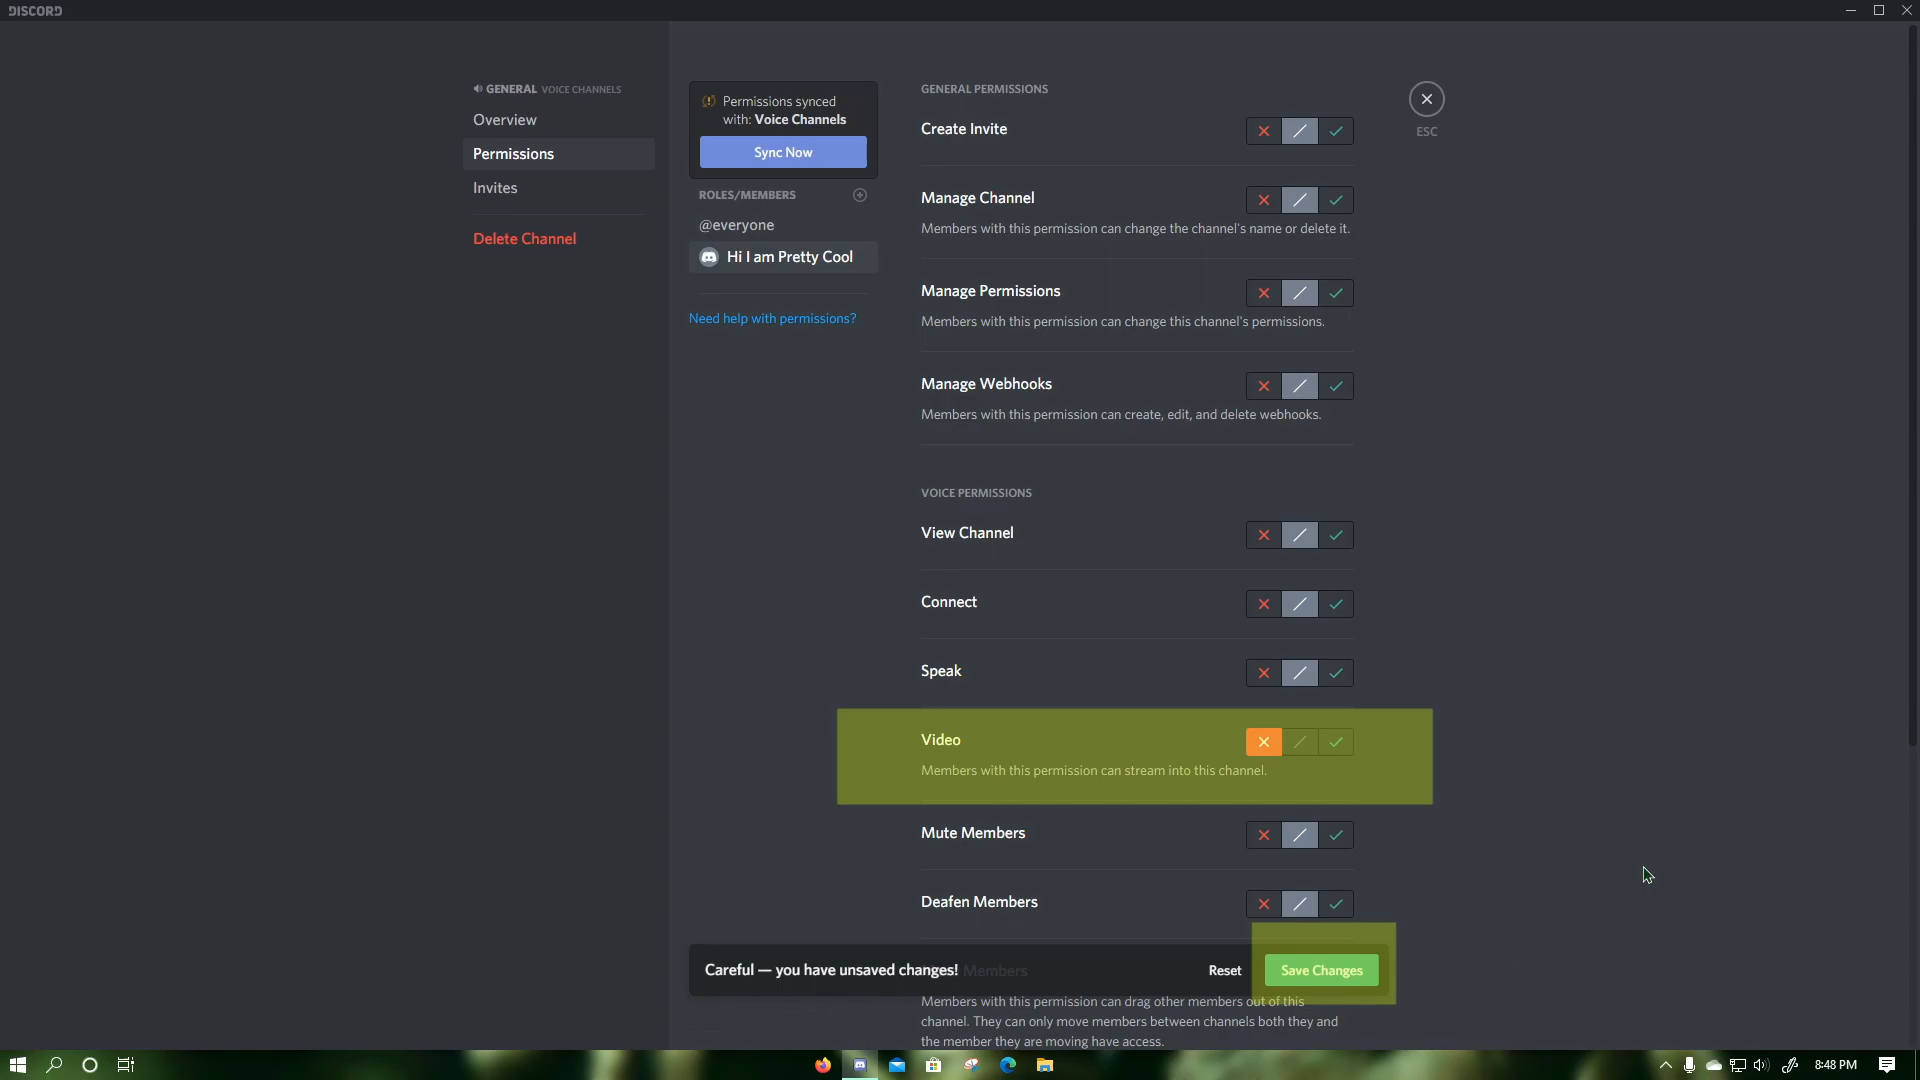 DISCORD
GENERAL VOICE CHANNELS
Overview
Permissions
Invites
Delete Channel
Permissions synced
with: Voice Channels
Sync Now
ROLES/MEMBERS
@everyone
Hi I am Pretty Cool
Need help with permissions?
GENERAL PERMISSIONS
Create Invite
Manage Channel
Members with this permission can change the channel's name or delete it.
Manage Permissions
Members with this permission can change this channel's permissions.
Manage Webhooks
Members with this permission can create, edit, and delete webhooks.
VOICE PERMISSIONS
View Channel
Connect
Speak
Video
Members with this permission can stream into this channel.
Mute Members
Deafen Members
Members
Members with this permission can drag other members out of this
channel. They can only move members between channels both they and
the member they are moving have access.
ESC
Careful — you have unsaved changes!
Reset
Save Changes
8:48 PM